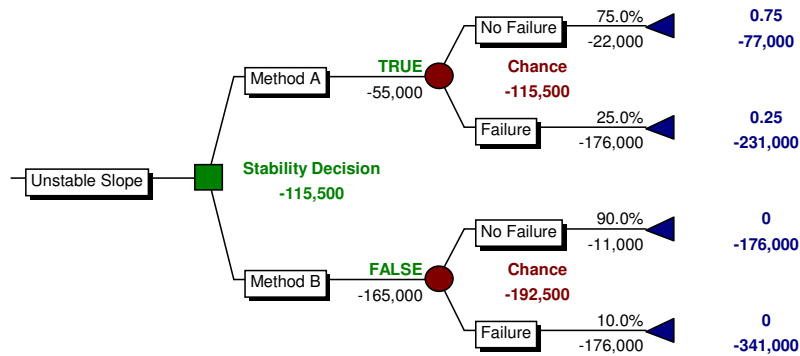 75.0%
0.75
No Failure
-22,000
-77,000
TRUE
Chance
Method A
-55,000
-115,500
25.0%
0.25
Failure
-176,000
-231,000
Stability Decision
Unstable Slope
-115,500
90.0%
0
No Failure
-11,000
-176,000
FALSE
Chance
Method B
-165,000
-192,500
10.0%
0
Failure
-176,000
-341,000